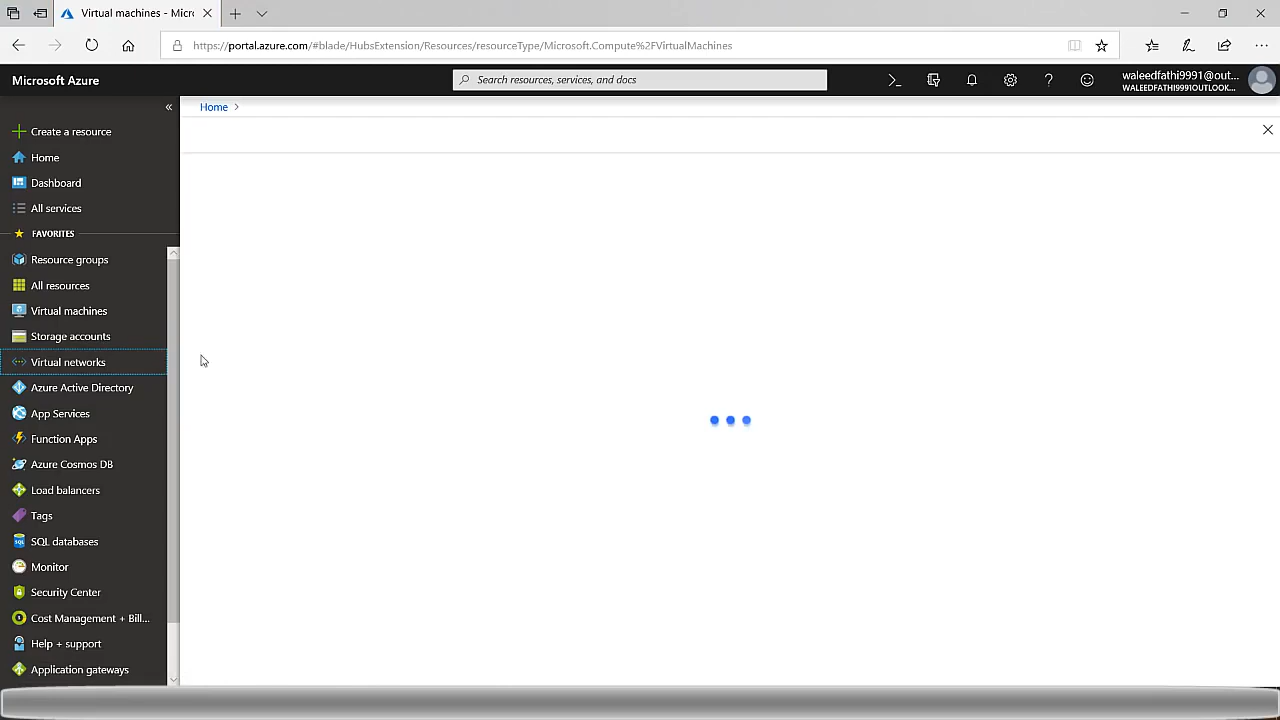 Virtual machines - Micr
https://portal.azure.com/#blade/HubsExtension/Resources/resourceType/Microsoft.Compute%2FVirtualMachines
Microsoft Azure
Search resources, services, and docs
waleedfathi9991@out...
WALEEDFATHI9991OUTLOOK...
Home
Create a resource
Home
Dashboard
All services
FAVORITES
Resource groups
All resources
Virtual machines
Storage accounts
Virtual networks
Azure Active Directory
App Services
Function Apps
Azure Cosmos DB
Load balancers
Tags
SQL databases
Monitor
Security Center
Cost Management + Bill...
Help + support
Application gateways